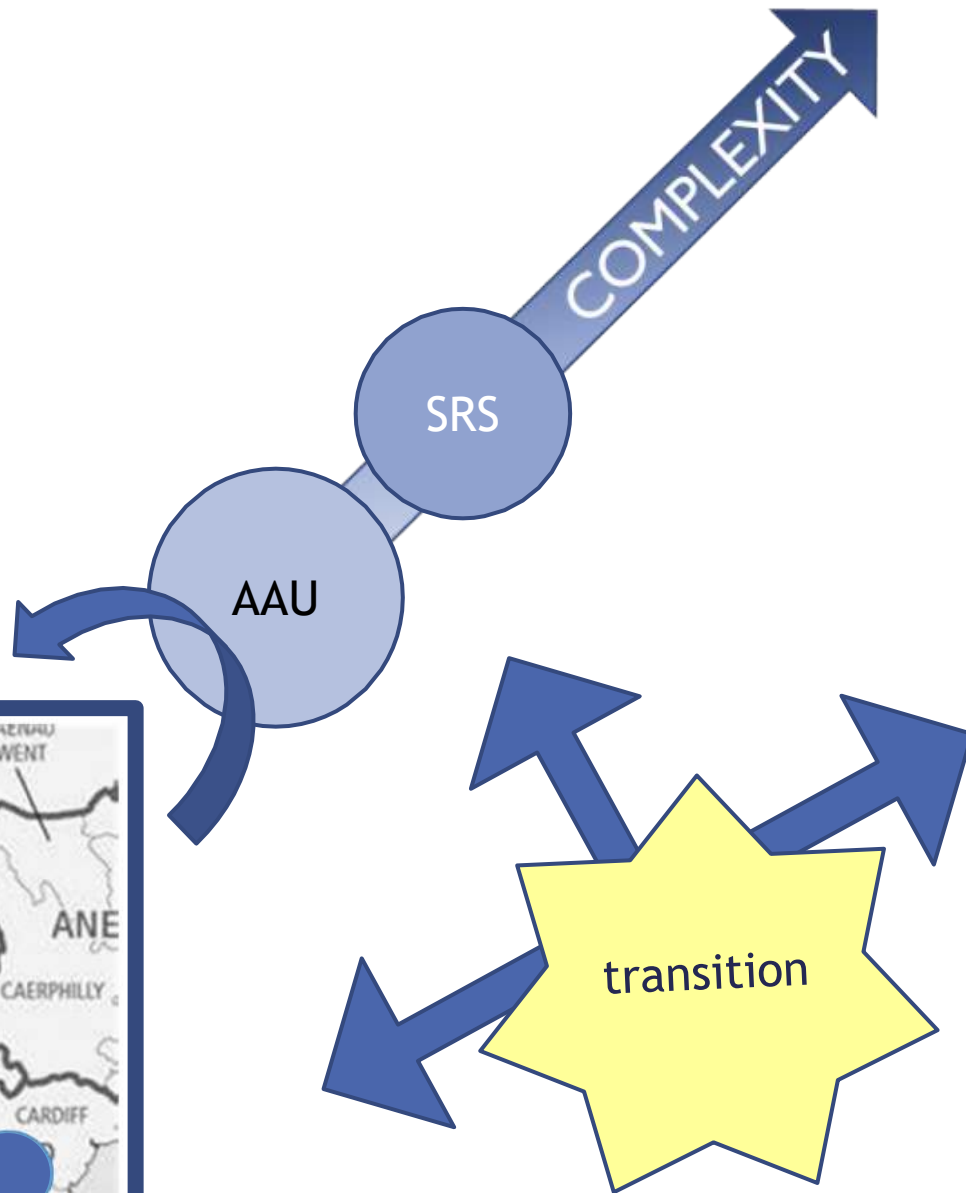 COMPLEXITY
SRS
AAU
WENT
transition
ANE
CAERPHILLY
CARDIFF